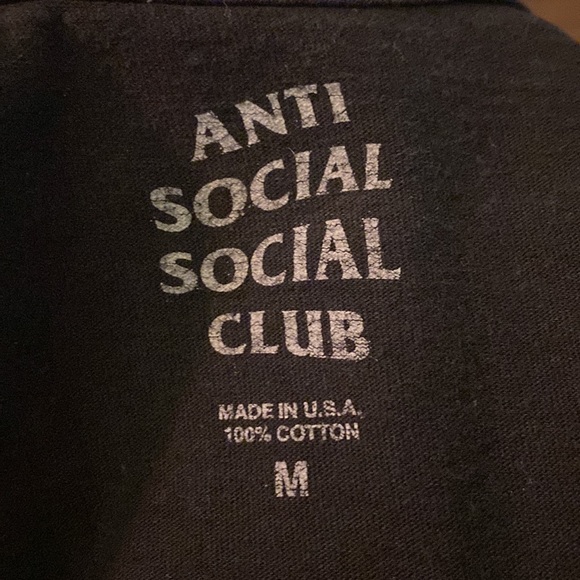 ANTI
SOCIAL
SOCIAL
CLUB
MADE IN U.S.A.
100% COTTON
M